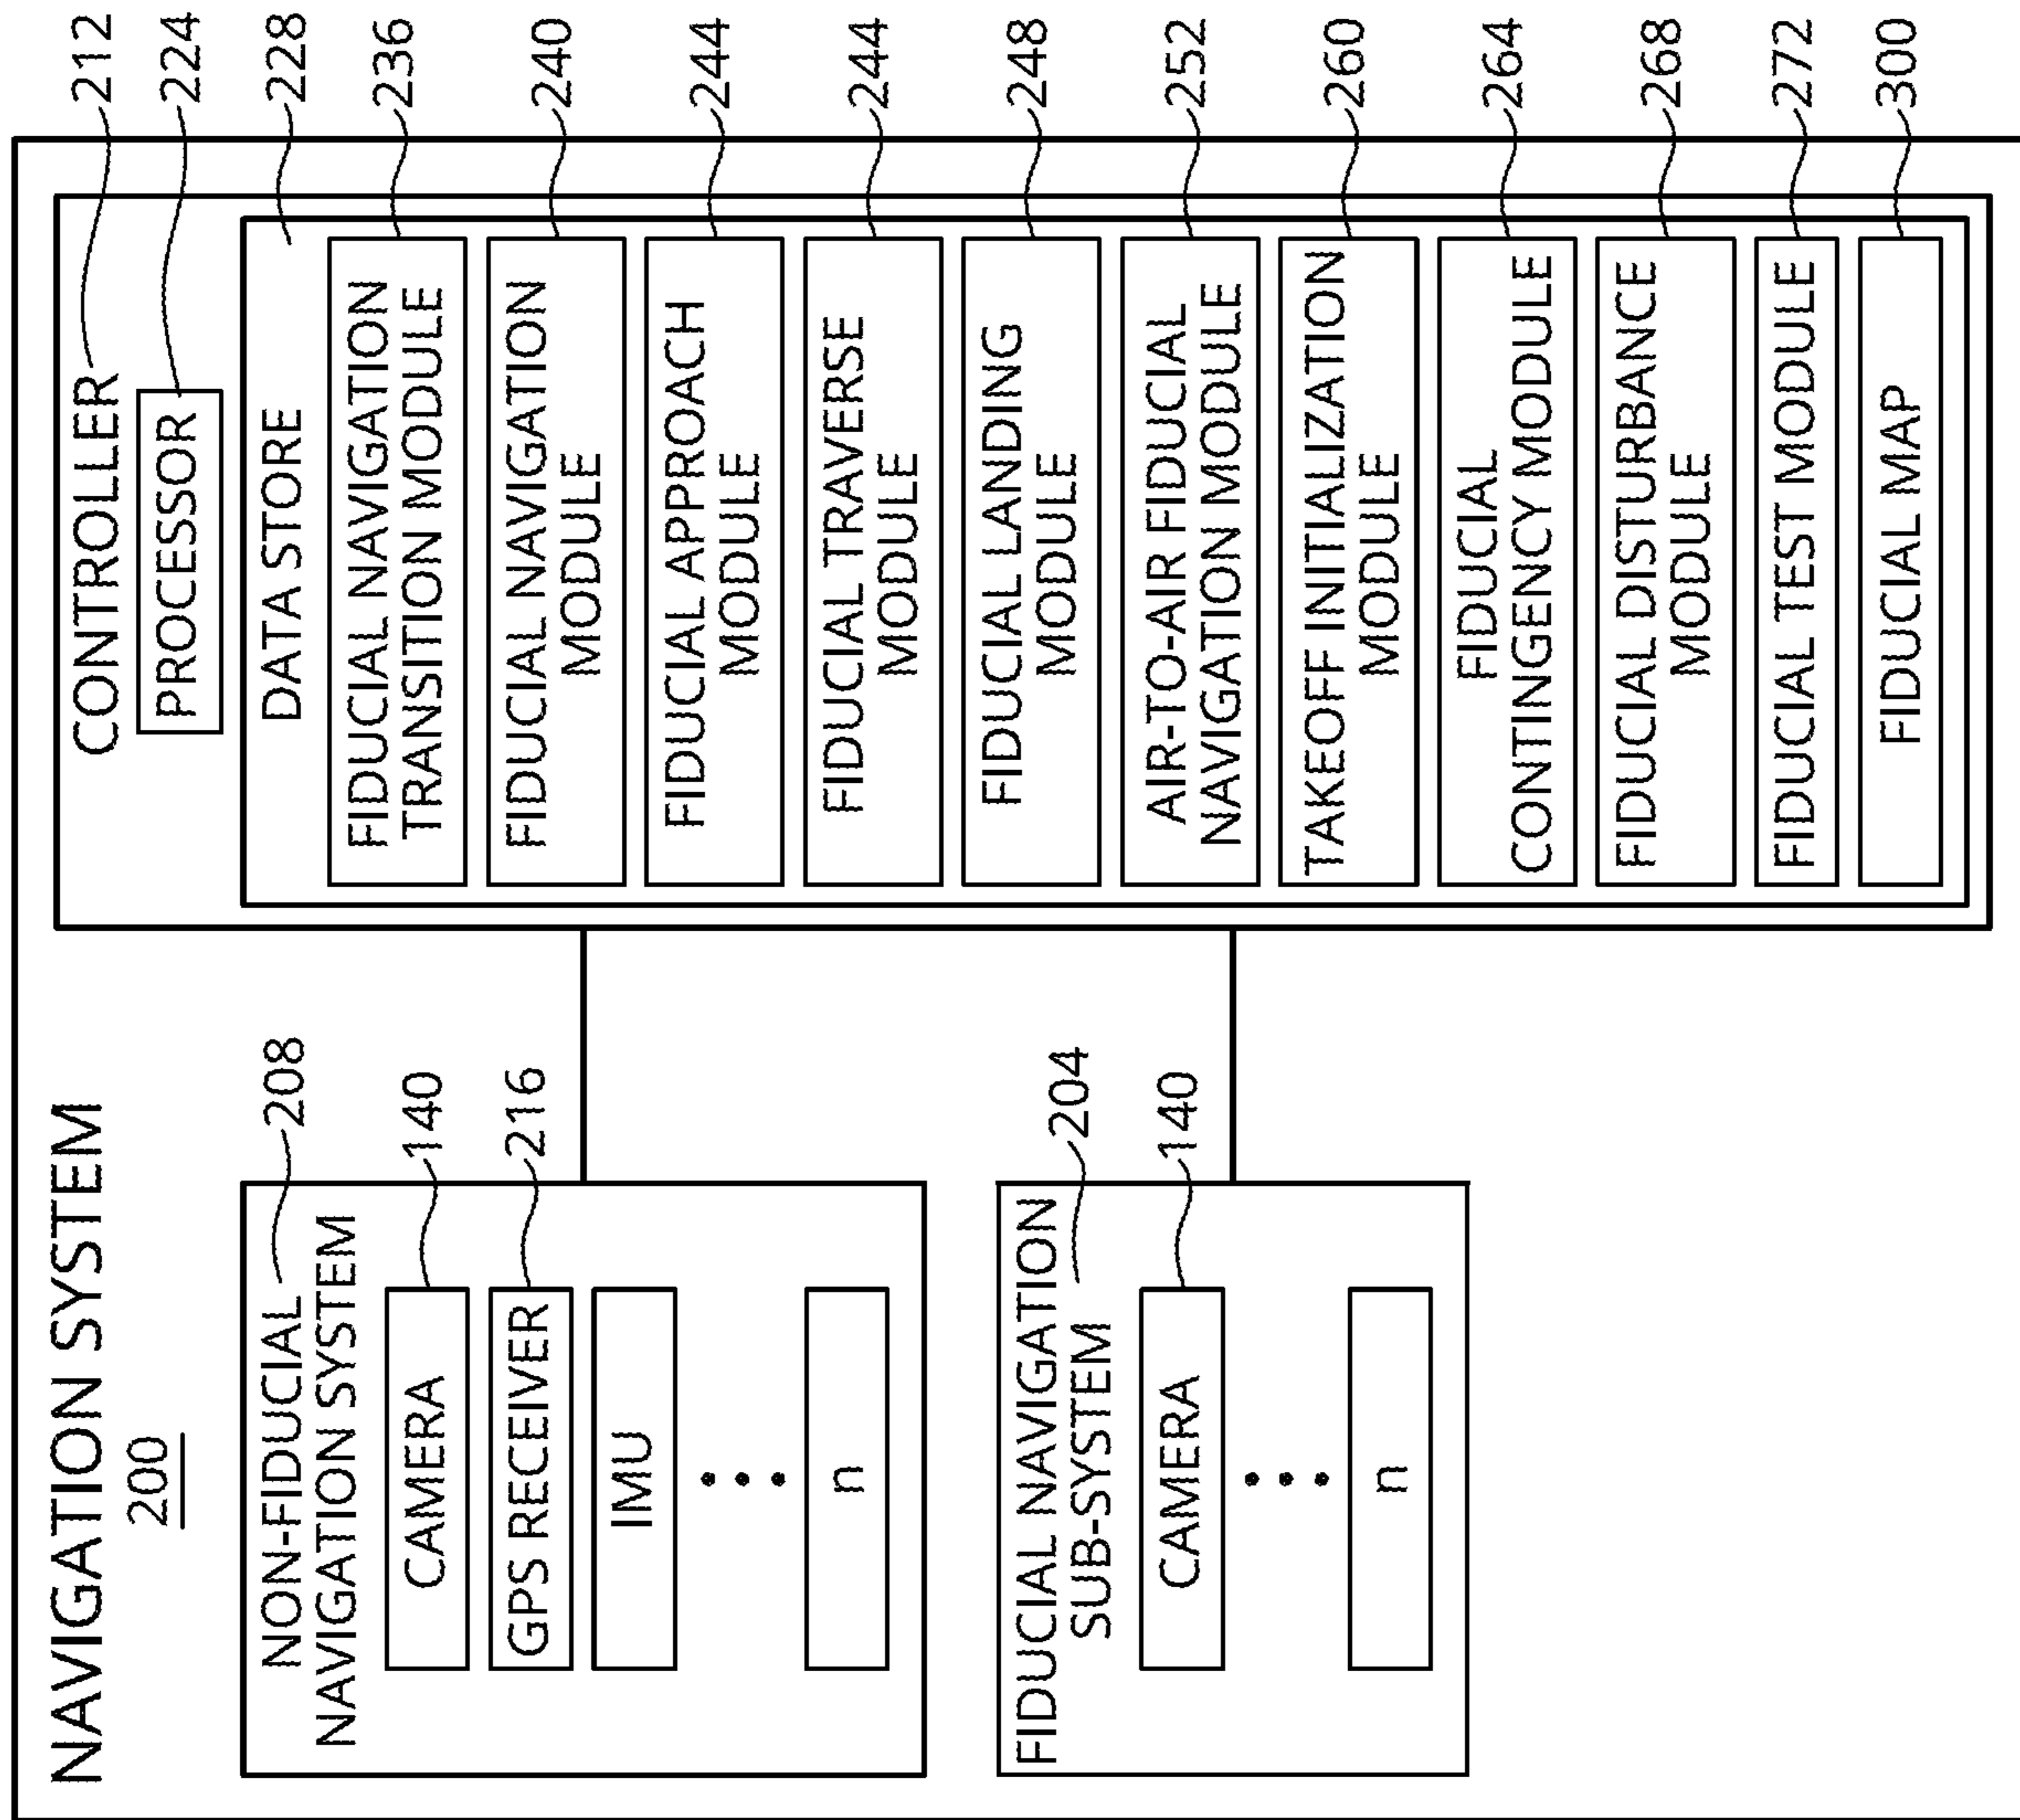 NAVIGATION SYSTEM
200
NON-FIDUCIAL
NAVIGATION SYSTEM
208
CAMERA
140
GPS RECEIVER
216
IMU
n
FIDUCIAL NAVIGATION
SUB-SYSTEM
204
CAMERA
140
n
CONTROLLER
212
PROCESSOR
224
DATA STORE
228
FIDUCIAL NAVIGATION
TRANSITION MODULE
236
FIDUCIAL NAVIGATION
MODULE
240
FIDUCIAL APPROACH
MODULE
244
FIDUCIAL TRAVERSE
MODULE
244
FIDUCIAL LANDING
MODULE
248
AIR-TO-AIR FIDUCIAL
NAVIGATION MODULE
252
TAKEOFF INITIALIZATION
MODULE
260
FIDUCIAL
CONTINGENCY MODULE
264
FIDUCIAL DISTURBANCE
MODULE
268
FIDUCIAL TEST MODULE
272
FIDUCIAL MAP
300